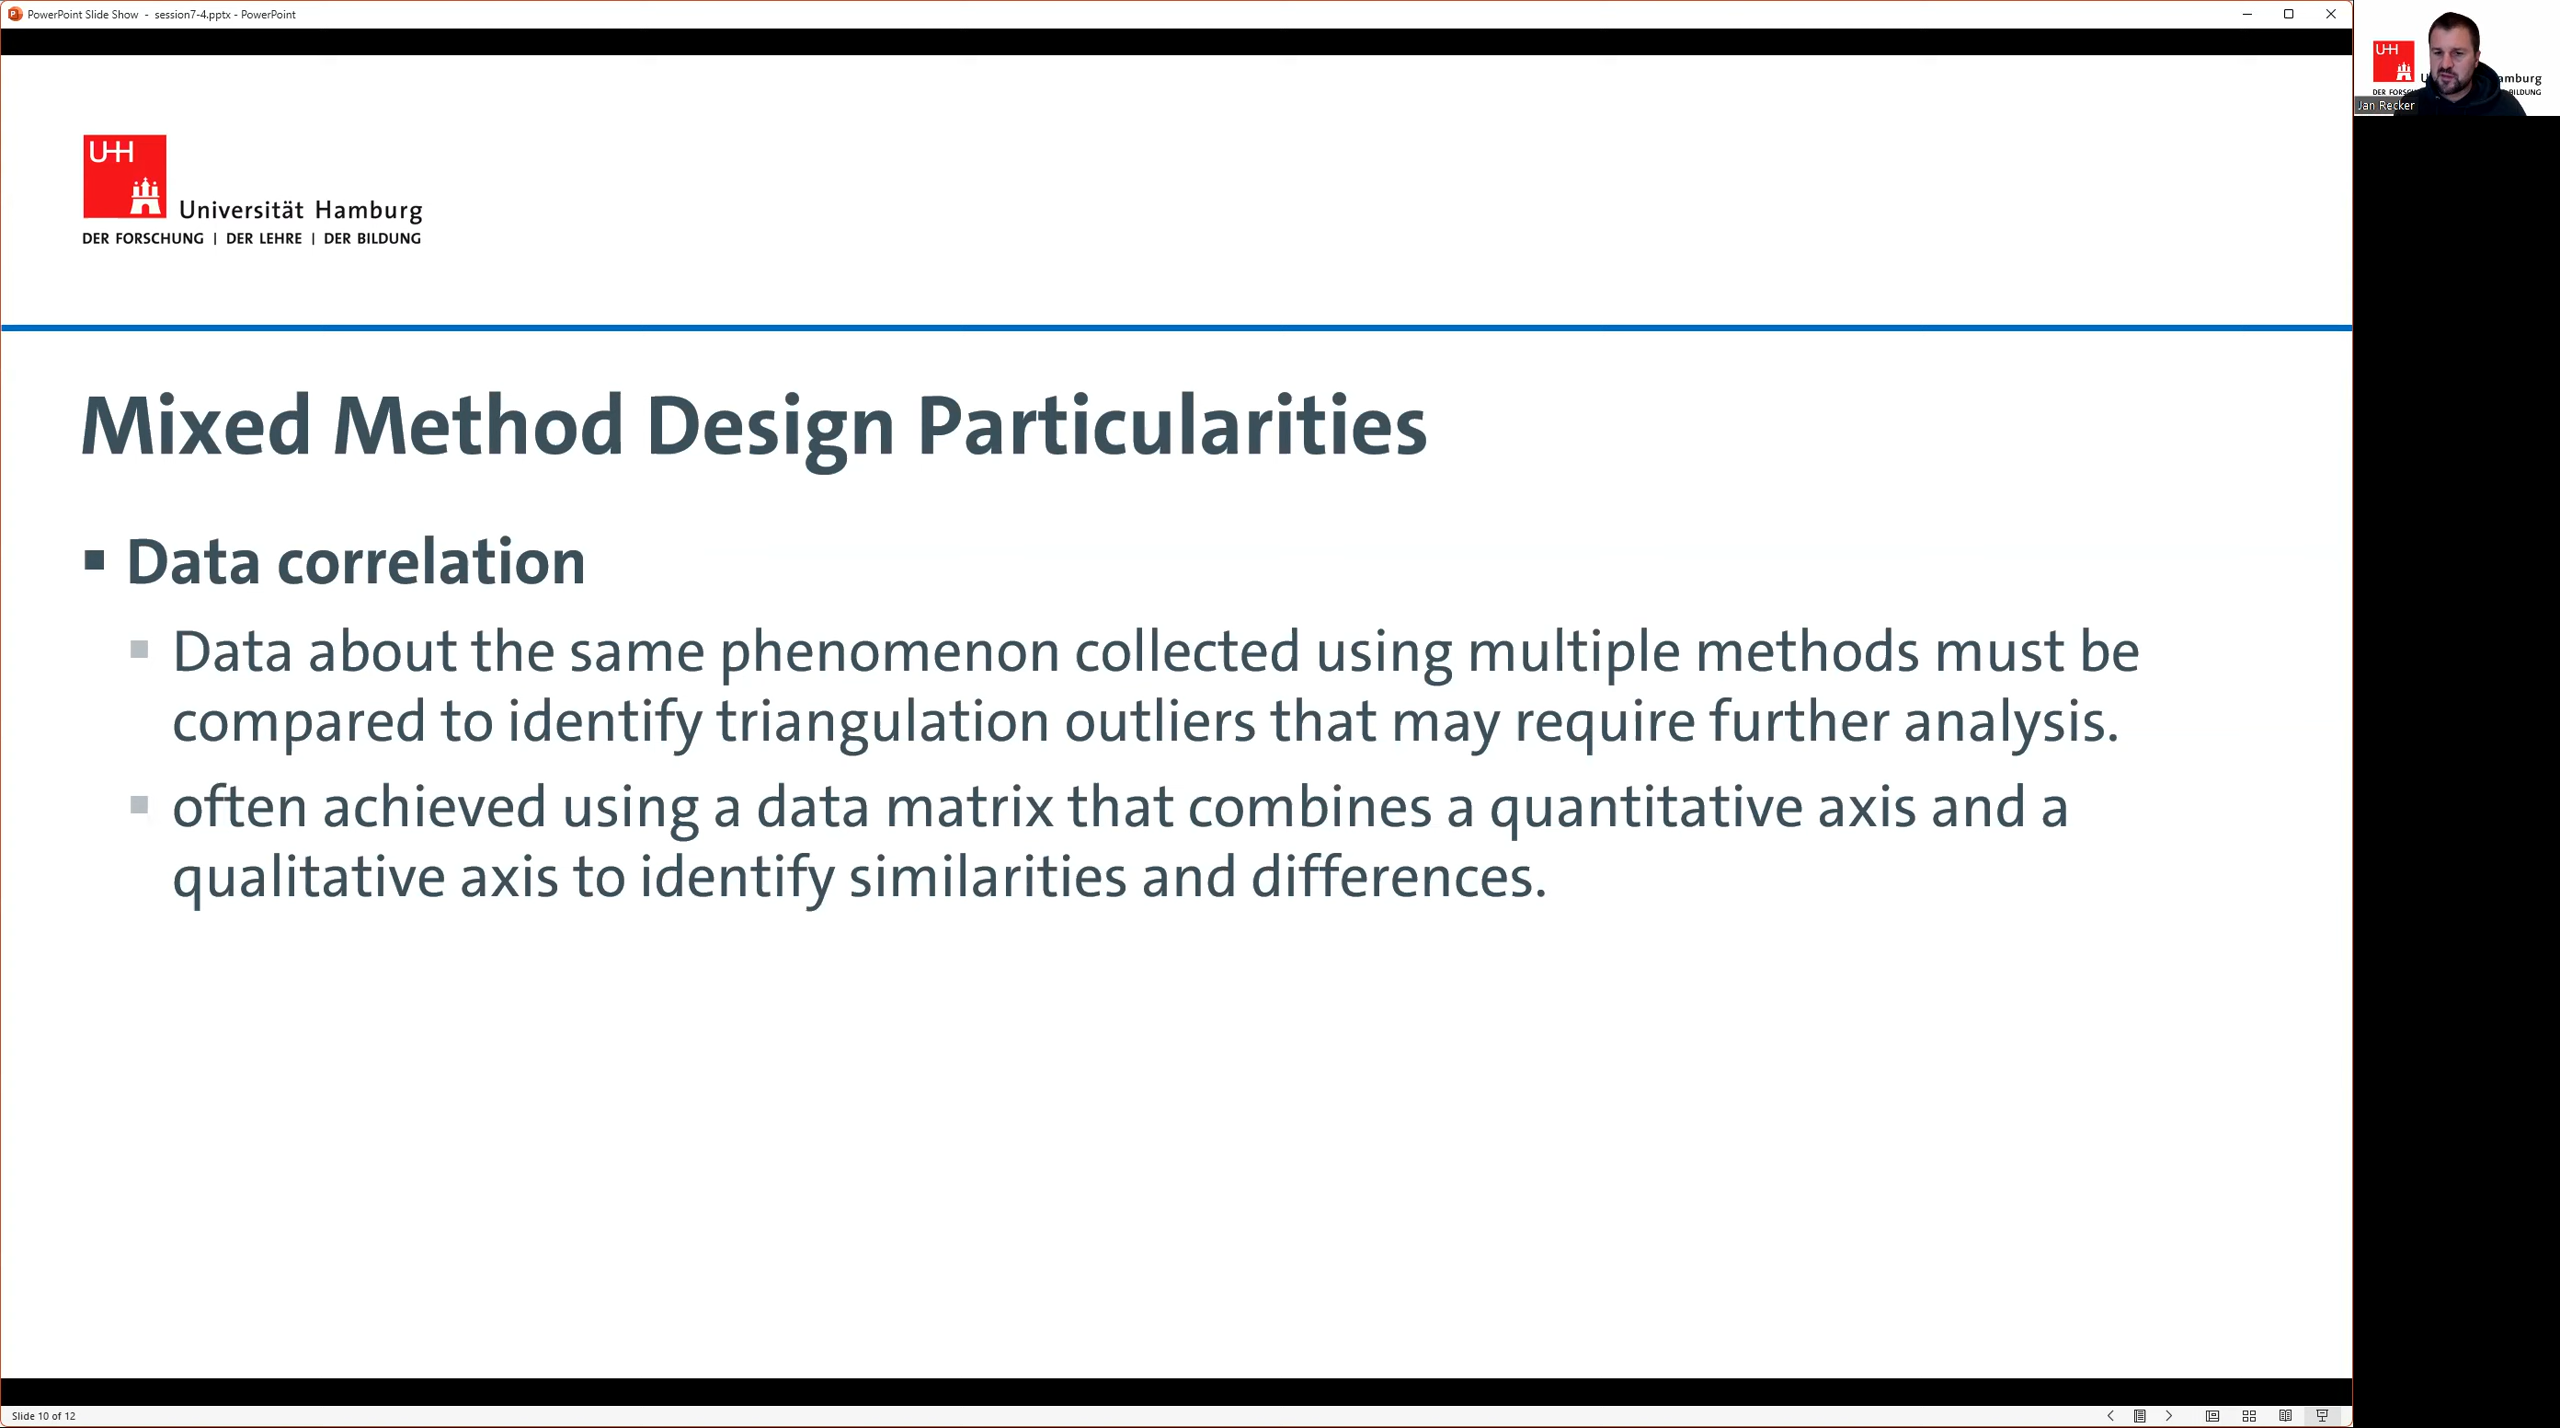 PowerPoint Slide Show - session7-4.pptx - PowerPoint
UHH
Universität Hamburg
DER FORSCHUNG | DER LEHRE | DER BILDUNG
Mixed Method Design Particularities
▪ Data correlation
▪ Data about the same phenomenon collected using multiple methods must be
compared to identify triangulation outliers that may require further analysis.
▪ often achieved using a data matrix that combines a quantitative axis and a
qualitative axis to identify similarities and differences.
Slide 10 of 12
UHH
amburg
Jan Recker